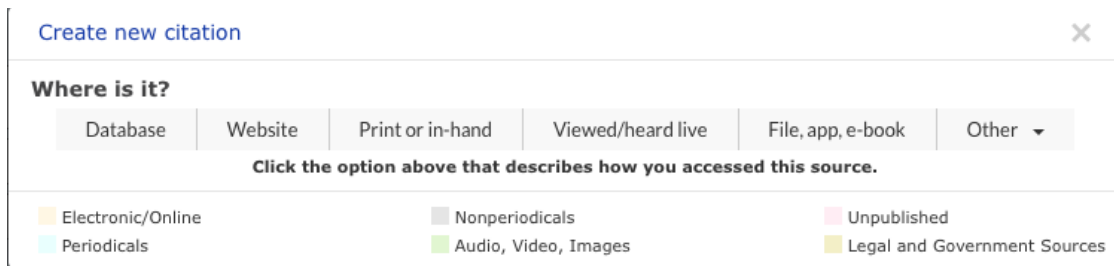 Create new citation
Where is it?
Database Website Print or in-hand Viewed/heard live File, app, e-book Other
Click the option above that describes how you accessed this source.
Electronic/Online Nonperiodicals Unpublished
Periodicals Audio, Video, Images Legal and Government Sources